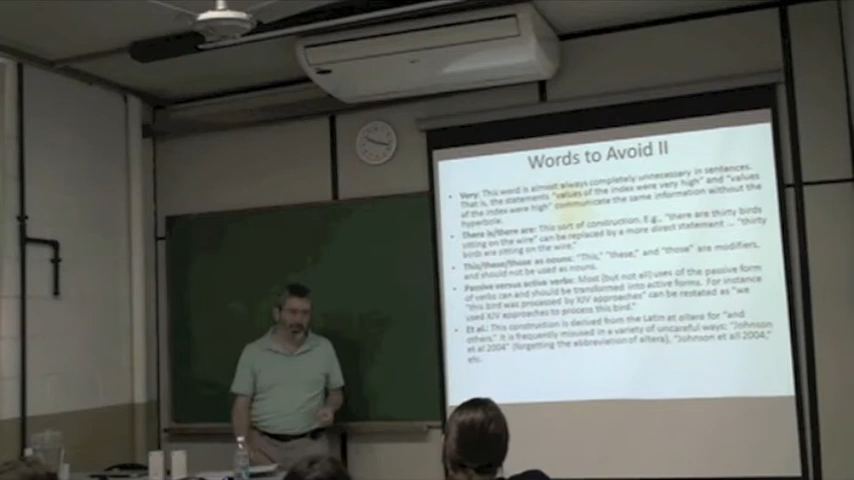 Words to Avoid II
• Very: This word is almost always completely unnecessary in sentences.
That is, the statements "values of the index were very high" and "values
of the index were high" communicate the same information without the
hyperbole.
• There is/there are: This sort of construction. E.g., "there are thirty birds
sitting on the wire" can be replaced by a more direct statement … "thirty
birds are sitting on the wire."
• This/these/those as nouns: "This," "these," and "those" are modifiers,
and should not be used as nouns.
• Passive versus active verbs: Most (but not all) uses of the passive form
of verbs can and should be transformed into active forms. For instance
"this bird was processed by XJV approaches" can be restated as "we
used XJV approaches to process this bird."
• Et al.: This construction is derived from the Latin et allare for "and
others," It is frequently misused in a variety of uncareful ways: "Johnson
et al 2004" (forgetting the abbreviation of altera), "Johnson et all 2004,"
etc.